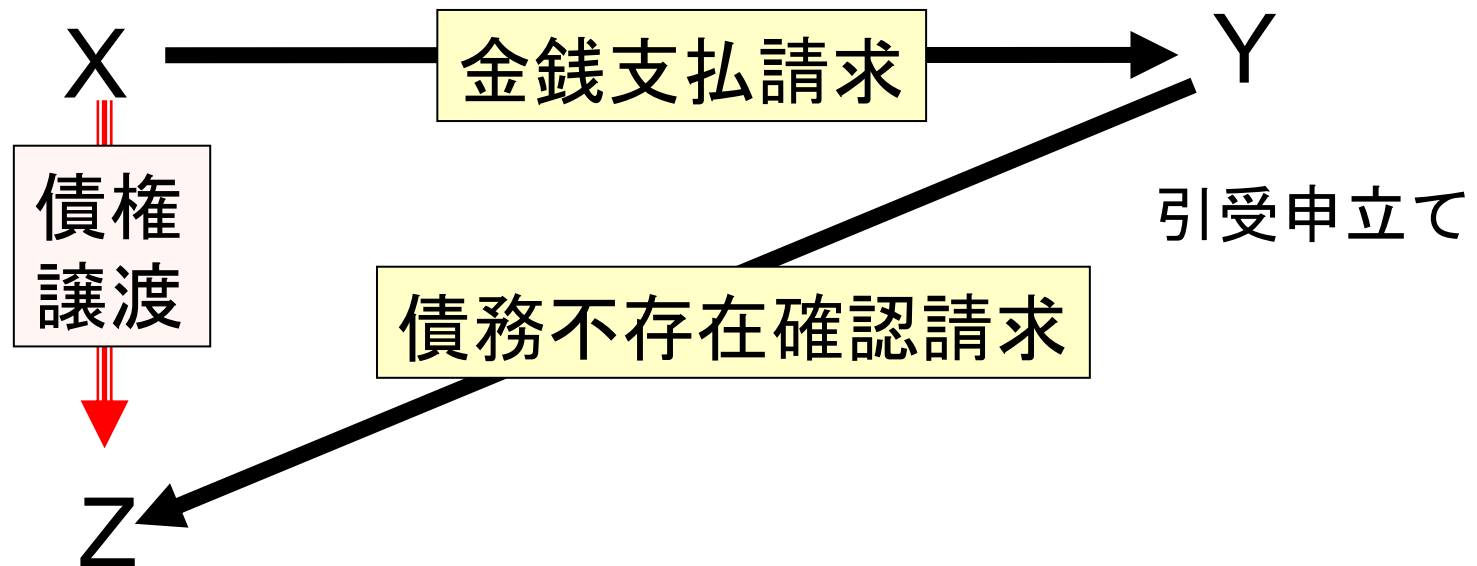 X
金銭支払請求
Y
債権
譲渡
引受申立て
債務不存在確認請求
Z